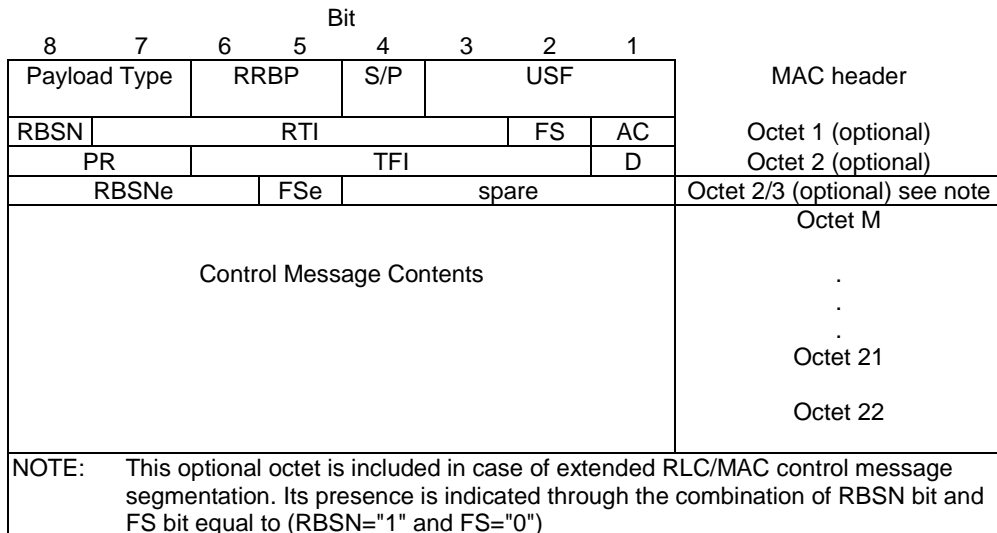 Bit
8 7 6 5 4 3 2 1
Payload Type RRBP S/P USF MAC header
RBSN RTI FS AC Octet 1 (optional)
PR TFI D Octet 2 (optional)
RBSNe FSe spare Octet 2/3 (optional) see note
Octet M
Control Message Contents .
.
.
Octet 21
Octet 22
NOTE: This optional octet is included in case of extended RLC/MAC control message
segmentation. Its presence is indicated through the combination of RBSN bit and
FS bit equal to (RBSN="1" and FS="0")